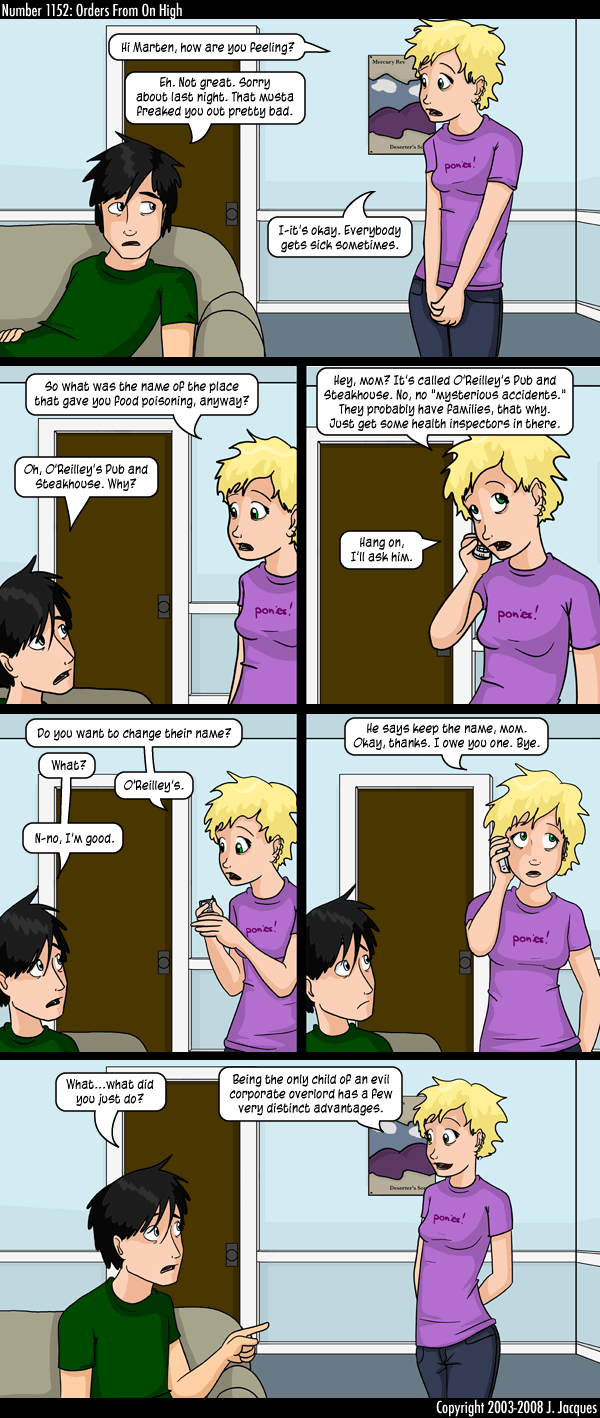 Number 1152: Orders From On High
Hi Marten, how are you feeling?
Eh. Not great. Sorry
about last night. That musta
freaked you out pretty bad.
Mercury Rev
Deserter's So
ponies!
I-it's okay. Everybody
gets sick sometimes.
So what was the name of the place
that gave you food poisoning, anyway?
Oh, O'Reilley's Pub and
Steakhouse. Why?
ponies!
Hey, mom? It's called O'Reilley's Pub and
Steakhouse. No, no "mysterious accidents."
They probably have families, that why.
Just get some health inspectors in there.
Hang on,
I'll ask him.
ponies!
Do you want to change their name?
What?
O'Reilley's.
N-no, I'm good.
ponies!
He says keep the name, mom.
Okay, thanks. I owe you one. Bye.
ponies!
What...what did
you just do?
Being the only child of an evil
corporate overlord has a few
very distinct advantages.
Deserter's So
ponies!
Copyright 2003-2008 J. Jacques